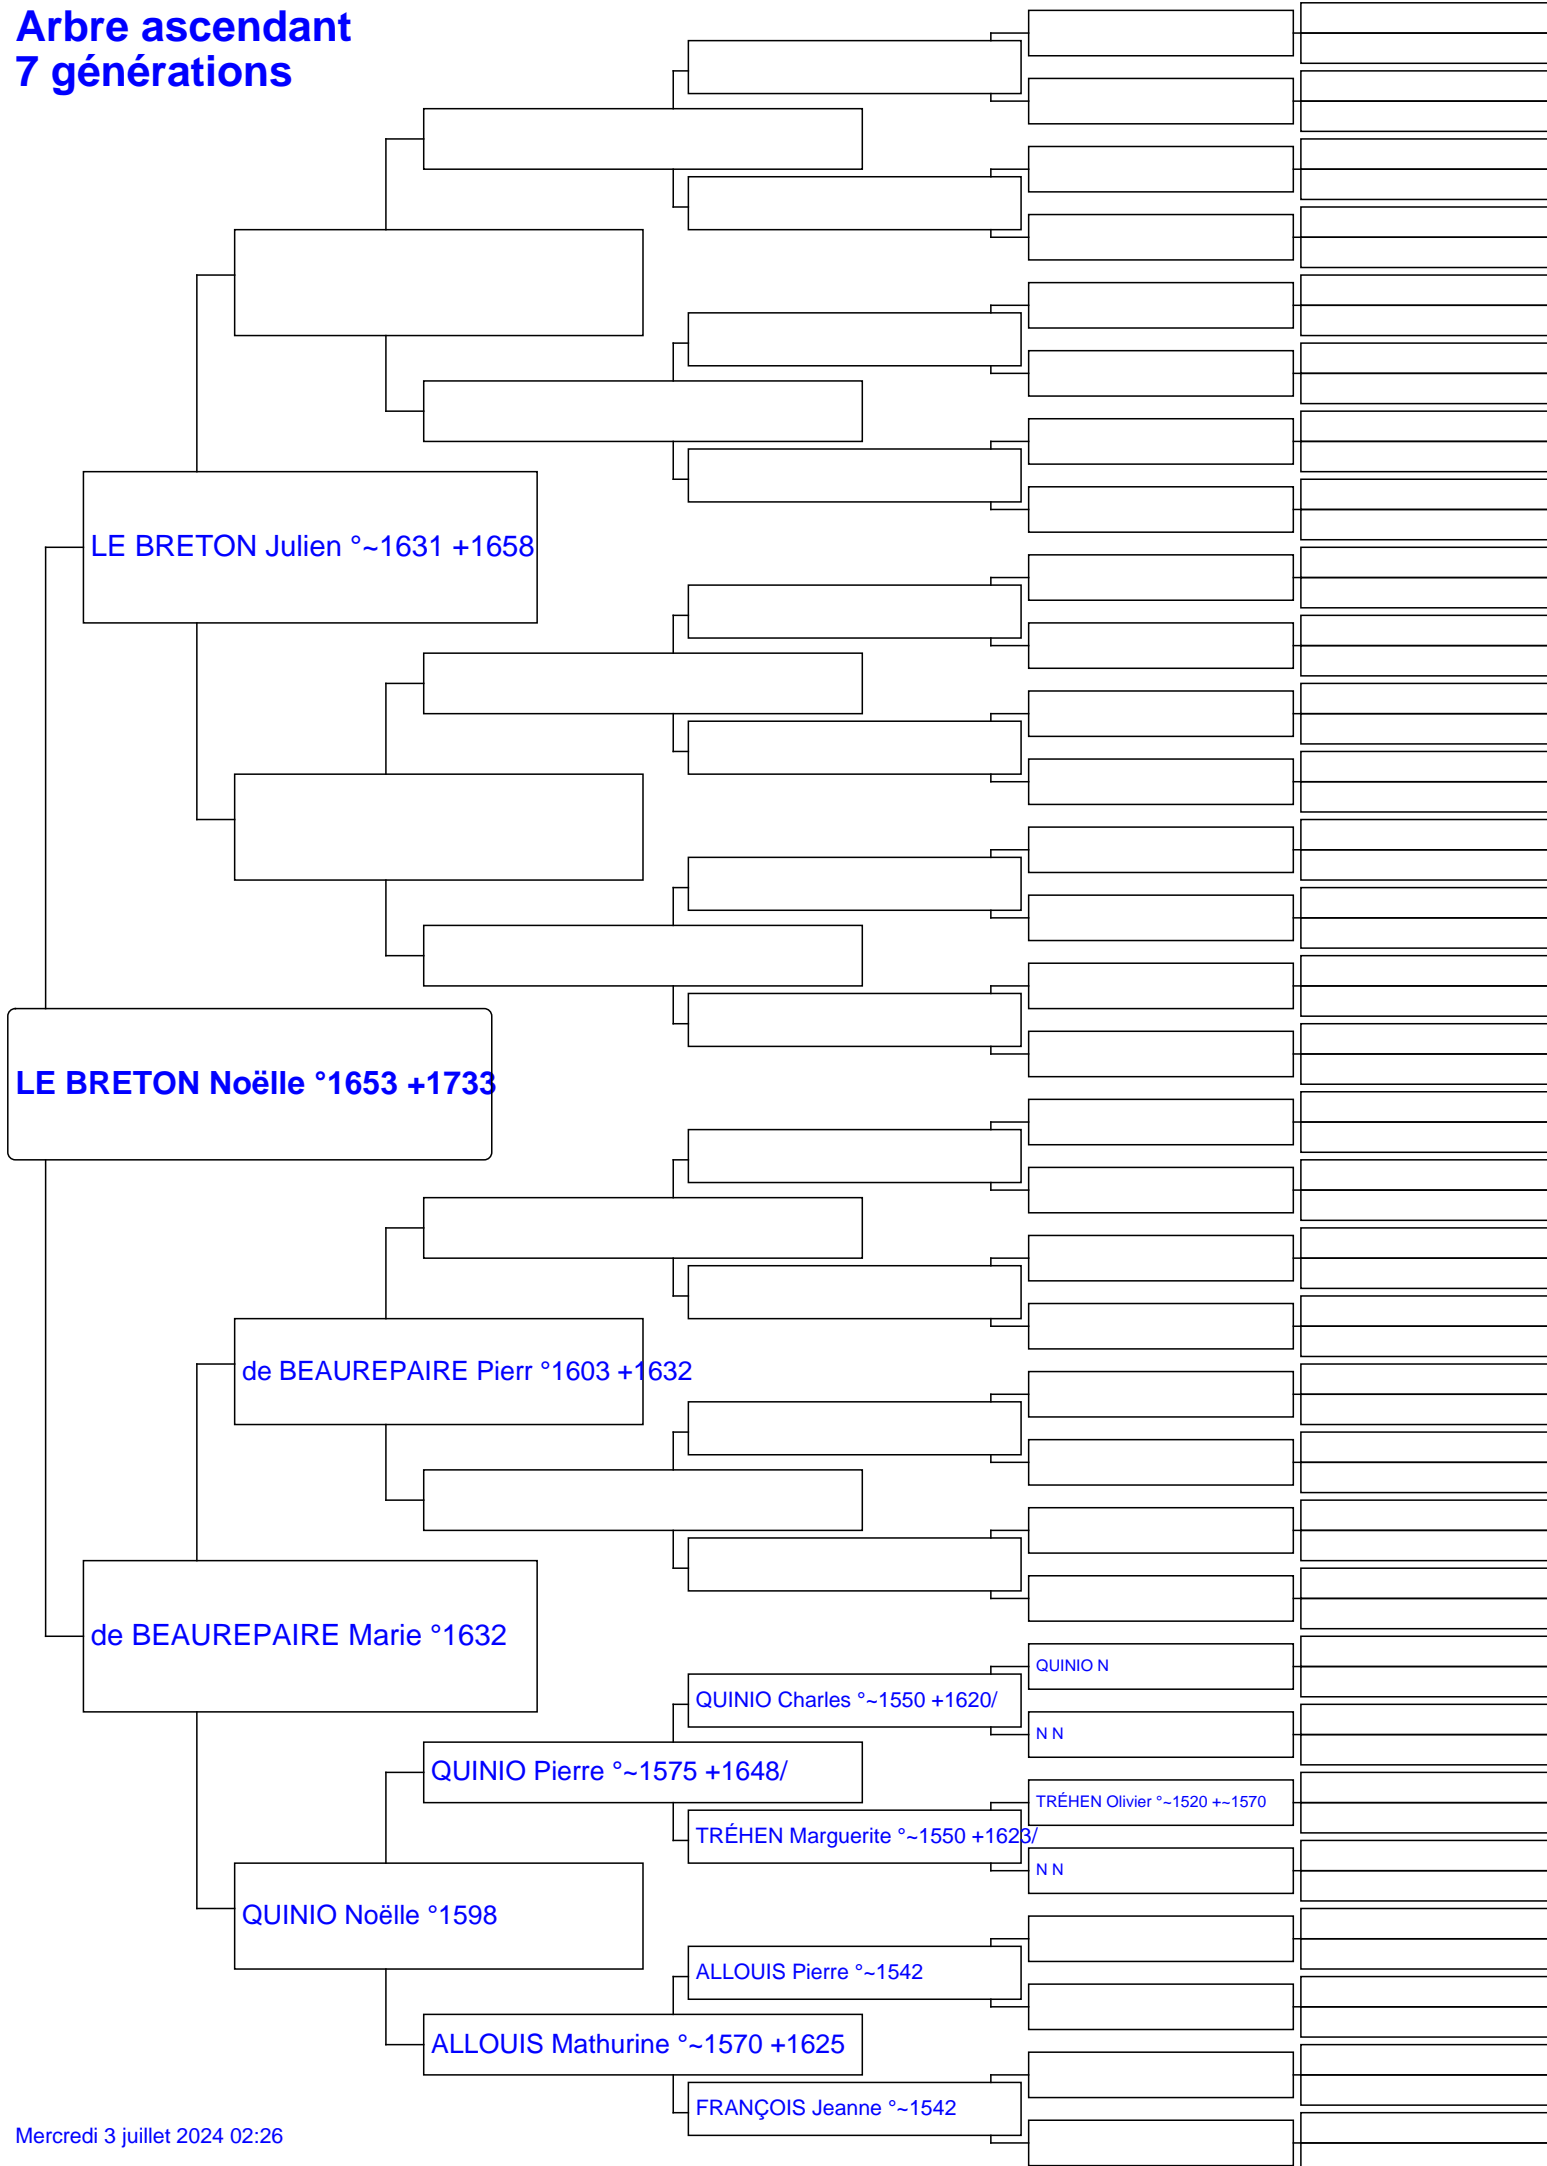 Arbre ascendant
7 générations
LE BRETON Julien °~1631 +1658
LE BRETON Noëlle °1653 +1733
de BEAUREPAIRE Pierr °1603 +1632
de BEAUREPAIRE Marie °1632
QUINIO N
QUINIO Charles °~1550 +1620/
N N
QUINIO Pierre °~1575 +1648/
TRÉHEN Olivier °~1520 +~1570
TRÉHEN Marguerite °~1550 +1623/
N N
QUINIO Noëlle °1598
ALLOUIS Pierre °~1542
ALLOUIS Mathurine °~1570 +1625
FRANÇOIS Jeanne °~1542
Mercredi 3 juillet 2024 02:26